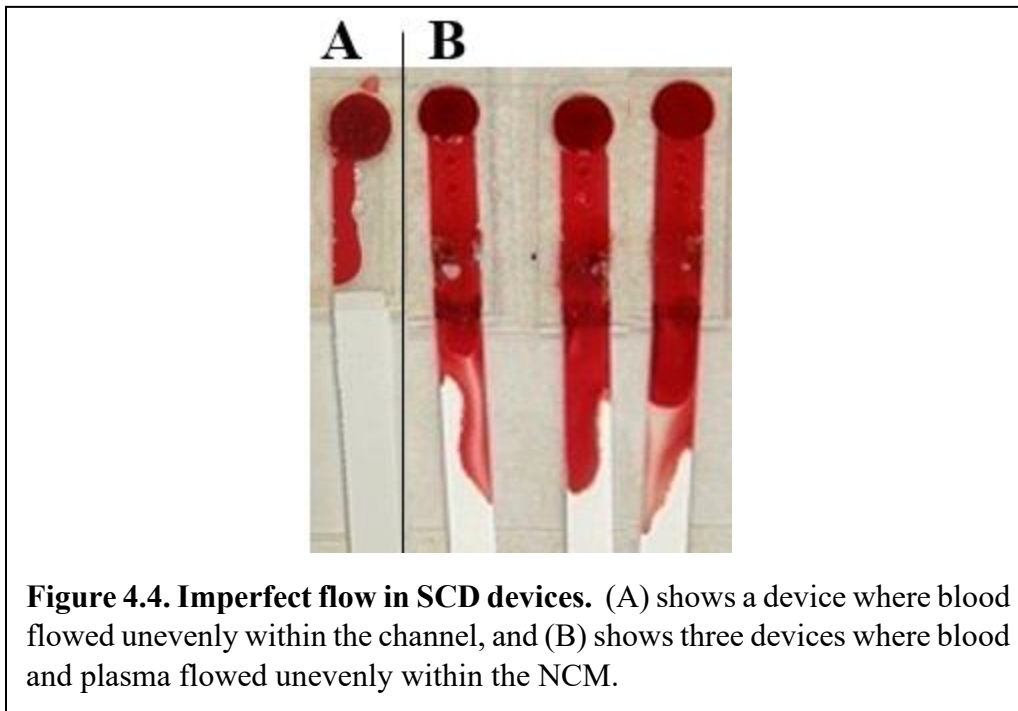 A B
Figure 4.4. Imperfect flow in SCD devices. (A) shows a device where blood
flowed unevenly within the channel, and (B) shows three devices where blood
and plasma flowed unevenly within the NCM.